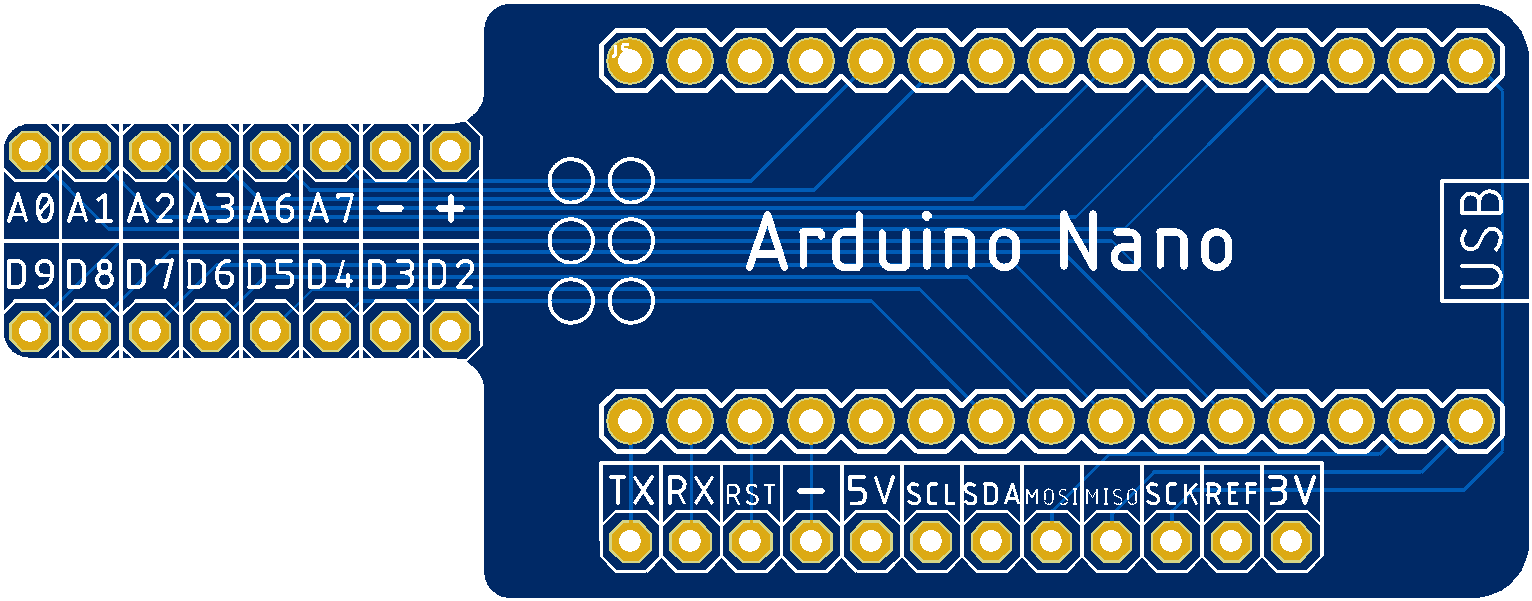 J5
A0 A1 A2 A3 A6 A7 - +
D9 D8 D7 D6 D5 D4 D3 D2
Arduino Nano
USB
TX RX RST - 5V SCL SDA MOSI MISO SCK REF 3V